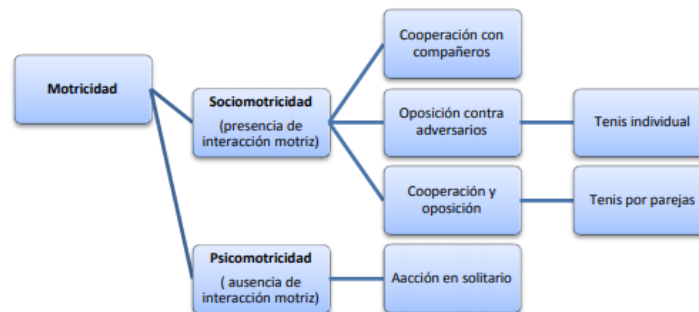 Motricidad
Sociomotricidad
(presencia de
interacción motriz)
Cooperación con
compañeros
Oposición contra
adversarios
Tenis individual
Cooperación y
oposición
Tenis por parejas
Psicomotricidad
( ausencia de
interacción motriz)
Aacción en solitario